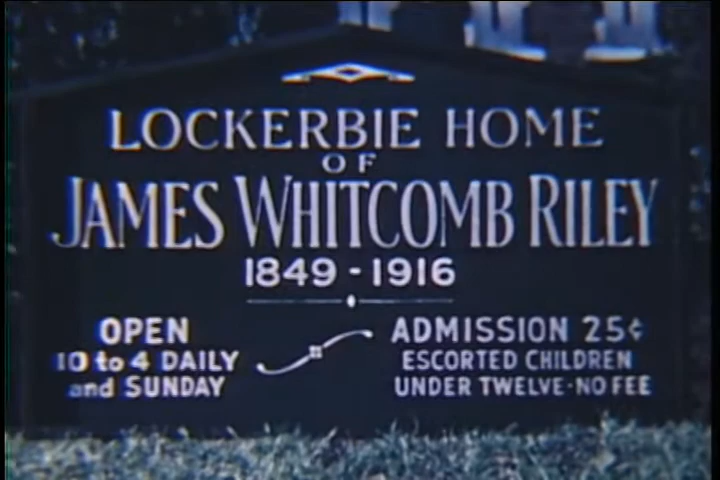 LOCKERBIE HOME
OF
JAMES WHITCOMB RILEY
1849 - 1916
OPEN
10 to 4 DAILY
and SUNDAY
ADMISSION 25¢
ESCORTED CHILDREN
UNDER TWELVE - NO FEE